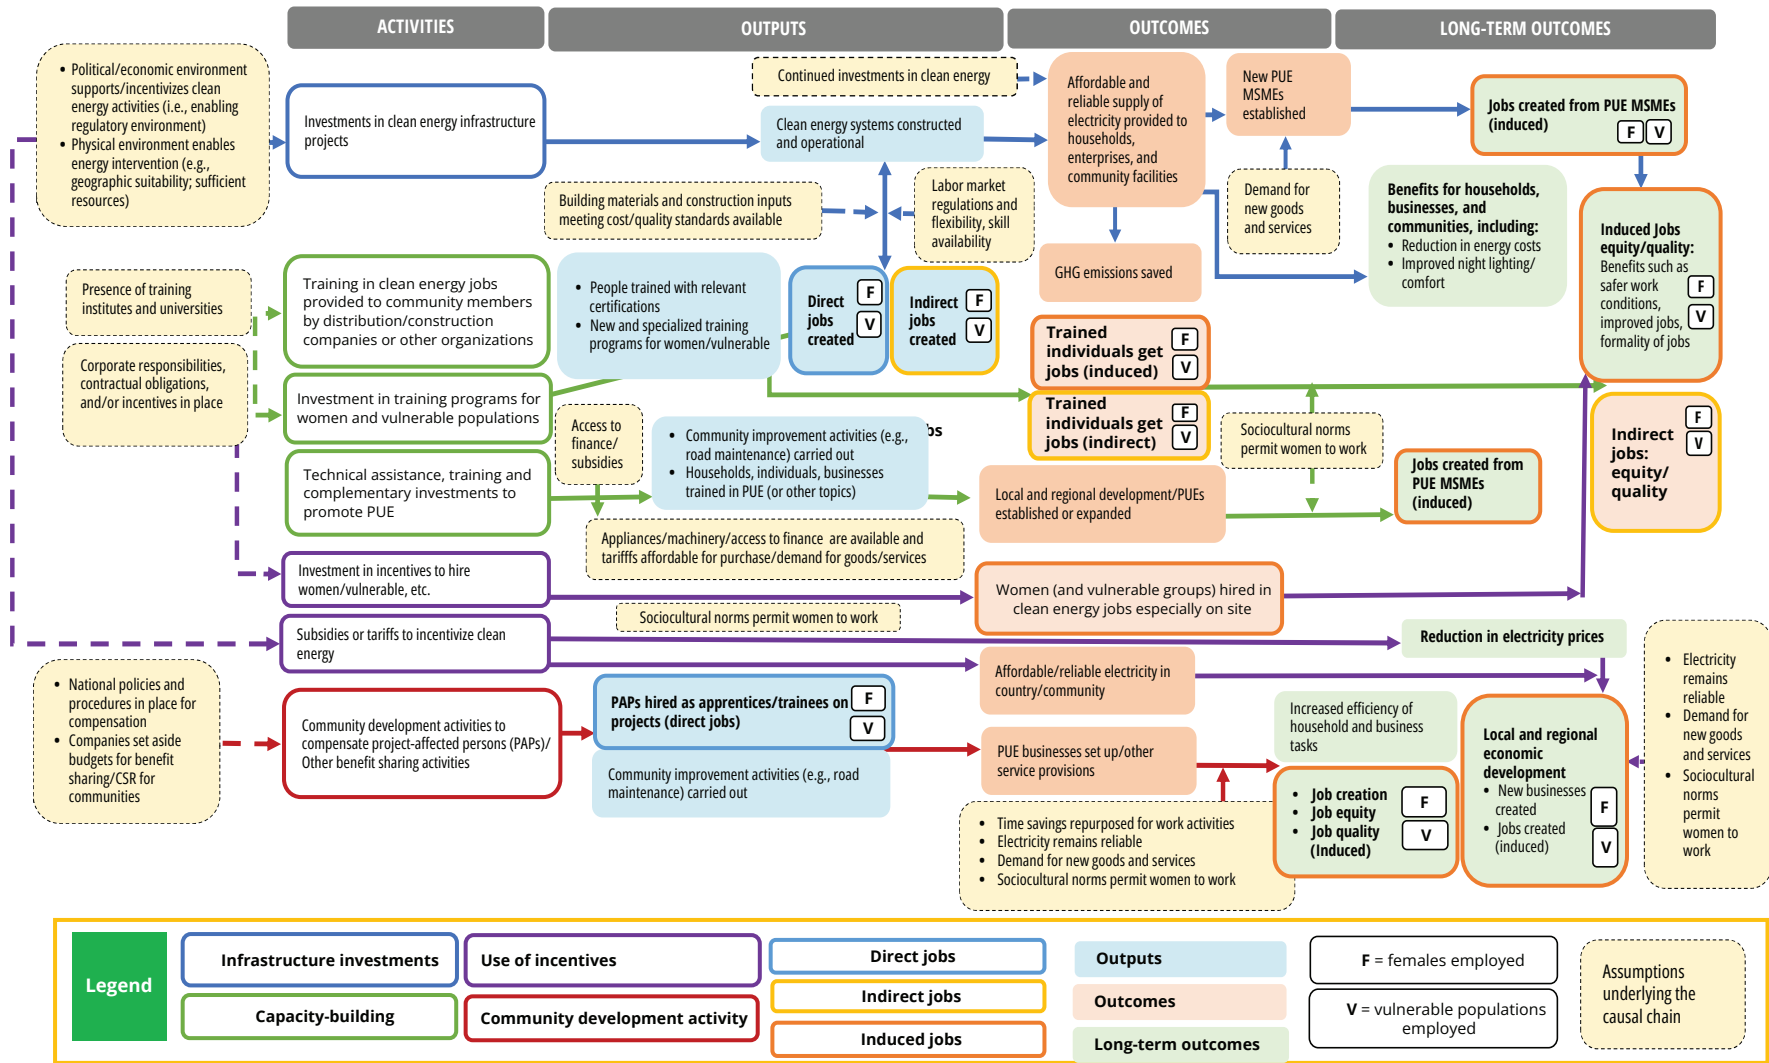 ACTIVITIES
OUTPUTS
OUTCOMES
LONG-TERM OUTCOMES
• Political/economic environment
supports/incentivizes clean
energy activities (i.e., enabling
regulatory environment)
• Physical environment enables
energy intervention (e.g.,
geographic suitability; sufficient
resources)
Investments in clean energy infrastructure
projects
Continued investments in clean energy
Clean energy systems constructed
and operational
Affordable and
reliable supply of
electricity provided to
households,
enterprises, and
community facilities
New PUE
MSMEs
established
Jobs created from PUE MSMEs
(induced)
F V
Building materials and construction inputs
meeting cost/quality standards available
Labor market
regulations and
flexibility, skill
availability
Demand for
new goods
and services
Benefits for households,
businesses, and
communities, including:
• Reduction in energy costs
• Improved night lighting/
comfort
Induced Jobs
equity/quality:
Benefits such as
safer work
conditions,
improved jobs,
formality of jobs
F
V
GHG emissions saved
Presence of training
institutes and universities
Training in clean energy jobs
provided to community members
by distribution/construction
companies or other organizations
• People trained with relevant
certifications
• New and specialized training
programs for women/vulnerable
Direct
jobs
created
F
V
Indirect
jobs
created
F
V
Trained
individuals get
jobs (induced)
F
V
Corporate responsibilities,
contractual obligations,
and/or incentives in place
Investment in training programs for
women and vulnerable populations
Trained
individuals get
jobs (indirect)
F
V
Access to
finance/
subsidies
bs
• Community improvement activities (e.g.,
road maintenance) carried out
• Households, individuals, businesses
trained in PUE (or other topics)
Sociocultural norms
permit women to work
Indirect
jobs:
equity/
quality
F
V
Technical assistance, training and
complementary investments to
promote PUE
Local and regional development/PUEs
established or expanded
Jobs created from
PUE MSMEs
(induced)
Appliances/machinery/access to finance are available and
tarifffs affordable for purchase/demand for goods/services
Investment in incentives to hire
women/vulnerable, etc.
Women (and vulnerable groups) hired in
clean energy jobs especially on site
Sociocultural norms permit women to work
Subsidies or tariffs to incentivize clean
energy
Reduction in electricity prices
Affordable/reliable electricity in
country/community
• Electricity
remains
reliable
• Demand for
new goods
and services
• Sociocultural
norms
permit
women to
work
• National policies and
procedures in place for
compensation
• Companies set aside
budgets for benefit
sharing/CSR for
communities
Community development activities to
compensate project-affected persons (PAPs)/
Other benefit sharing activities
PAPs hired as apprentices/trainees on
projects (direct jobs)
F
V
Community improvement activities (e.g., road
maintenance) carried out
PUE businesses set up/other
service provisions
Increased efficiency of
household and business
tasks
• Job creation
• Job equity
• Job quality
(Induced)
F
V
Local and regional
economic
development
• New businesses
created
• Jobs created
(induced)
F
V
• Time savings repurposed for work activities
• Electricity remains reliable
• Demand for new goods and services
• Sociocultural norms permit women to work
Legend
Infrastructure investments
Capacity-building
Use of incentives
Community development activity
Direct jobs
Indirect jobs
Induced jobs
Outputs
Outcomes
Long-term outcomes
F = females employed
V = vulnerable populations
employed
Assumptions
underlying the
causal chain